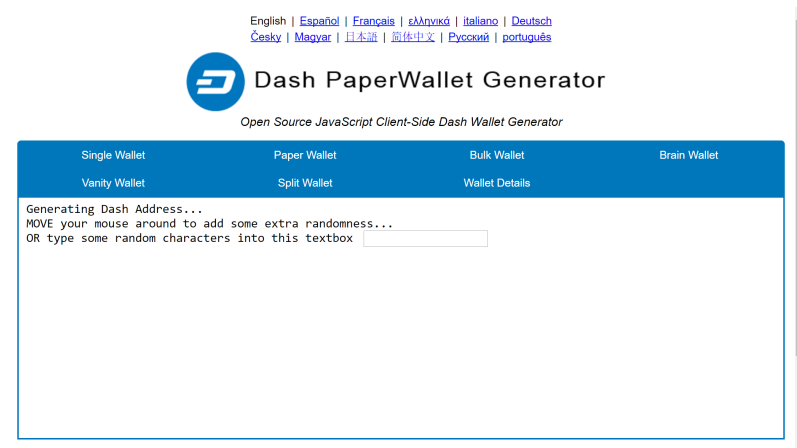 English | Español | Français | ελληνικά | italiano | Deutsch
Česky | Magyar | 日本語 | 简体中文 | Русский | português
Dash PaperWallet Generator
Open Source JavaScript Client-Side Dash Wallet Generator
Single Wallet Paper Wallet Bulk Wallet Brain Wallet
Vanity Wallet Split Wallet Wallet Details
Generating Dash Address...
MOVE your mouse around to add some extra randomness...
OR type some random characters into this textbox